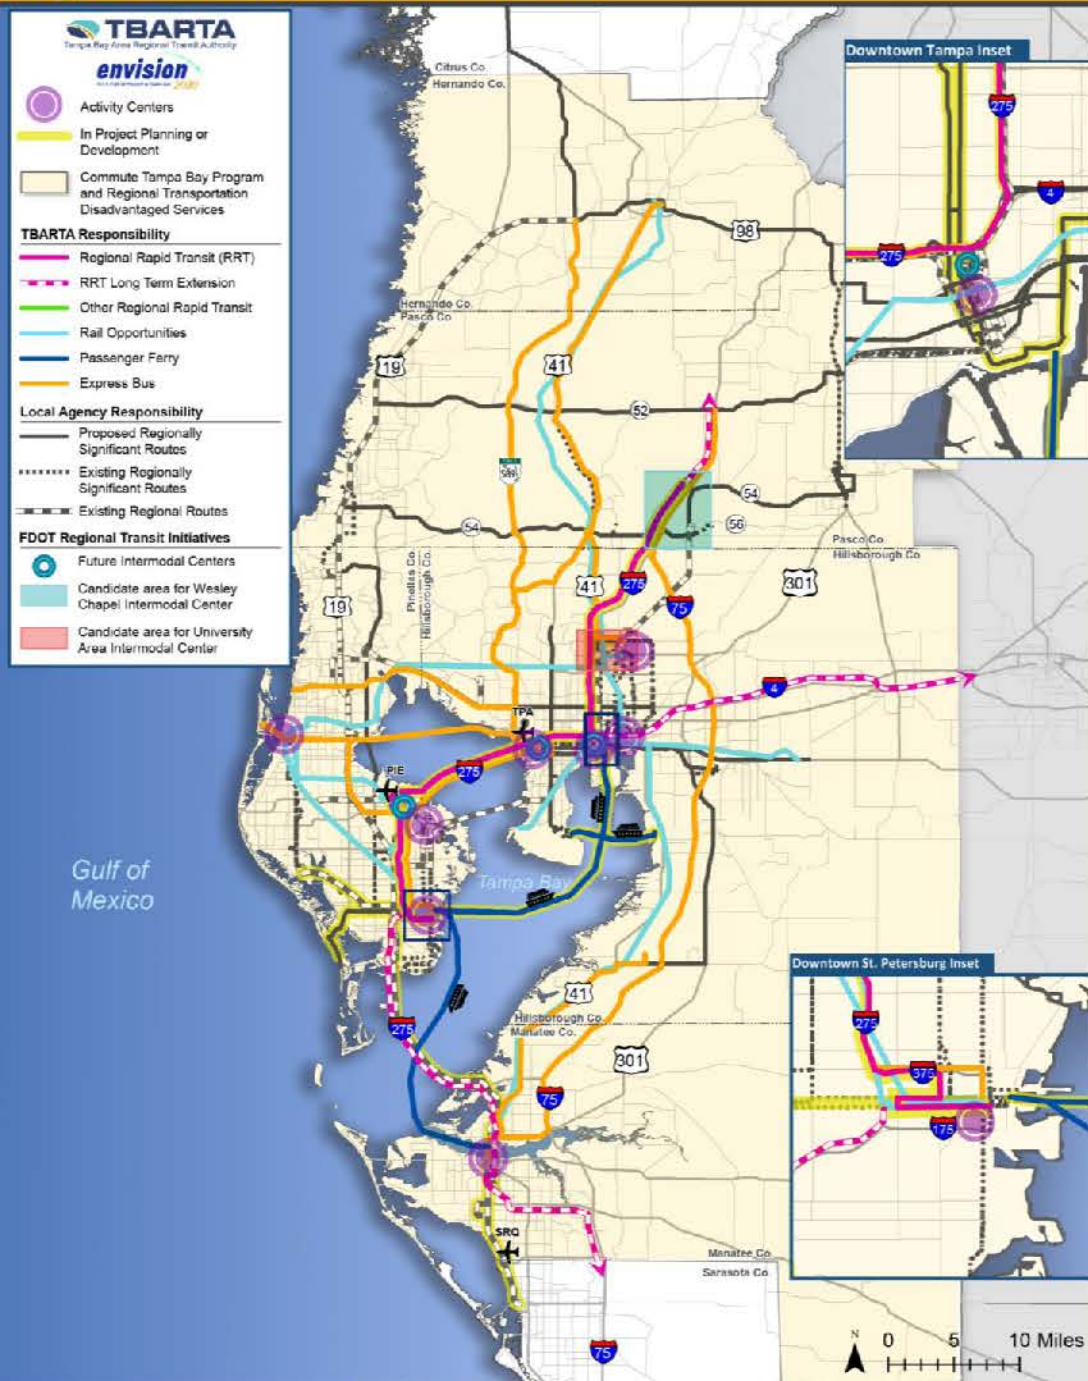 TBARTA
Tampa Bay Area Regional Transit Authority
envision
2030
Activity Centers
In Project Planning or
Development
Commute Tampa Bay Program
and Regional Transportation
Disadvantaged Services
TBARTA Responsibility
Regional Rapid Transit (RRT)
RRT Long Term Extension
Other Regional Rapid Transit
Rail Opportunities
Passenger Ferry
Express Bus
Local Agency Responsibility
Proposed Regionally
Significant Routes
Existing Regionally
Significant Routes
Existing Regional Routes
FDOT Regional Transit Initiatives
Future Intermodal Centers
Candidate area for Wesley
Chapel Intermodal Center
Candidate area for University
Area Intermodal Center
Citrus Co.
Hernando Co.
98
Hernando Co.
Pasco Co.
19
41
52
589
54
54
56
Pasco Co.
Hillsborough Co.
Pinellas Co.
Hillsborough Co.
41
275
75
301
19
4
TPA
PIE
275
Gulf of
Mexico
Tampa Bay
41
Hillsborough Co.
Manatee Co.
275
301
75
SRQ
Manatee Co.
Sarasota Co.
75
Downtown Tampa Inset
275
4
275
Downtown St. Petersburg Inset
275
375
175
N
0 5 10 Miles